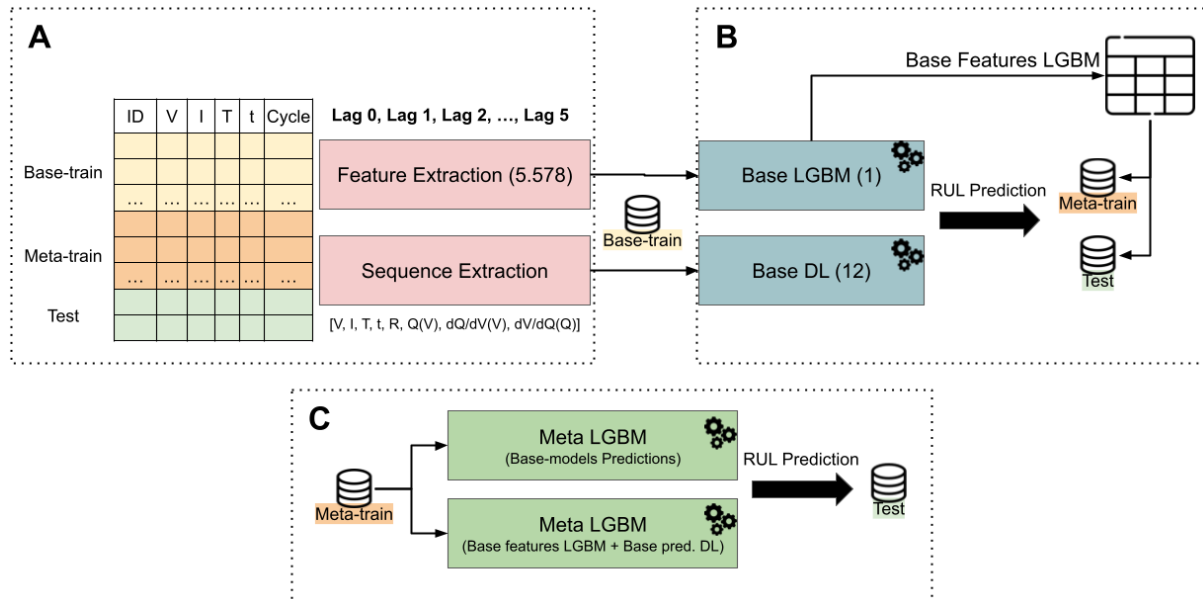 A
ID V I T t Cycle
Base-train
… … … … … …
Meta-train
… … … … … …
Test
Lag 0, Lag 1, Lag 2, …, Lag 5
Feature Extraction (5.578)
Sequence Extraction
[V, I, T, t, R, Q(V), dQ/dV(V), dV/dQ(Q)]
Base-train
B
Base Features LGBM
Base LGBM (1)
Base DL (12)
RUL Prediction
Meta-train
Test
C
Meta-train
Meta LGBM
(Base-models Predictions)
Meta LGBM
(Base features LGBM + Base pred. DL)
RUL Prediction
Test